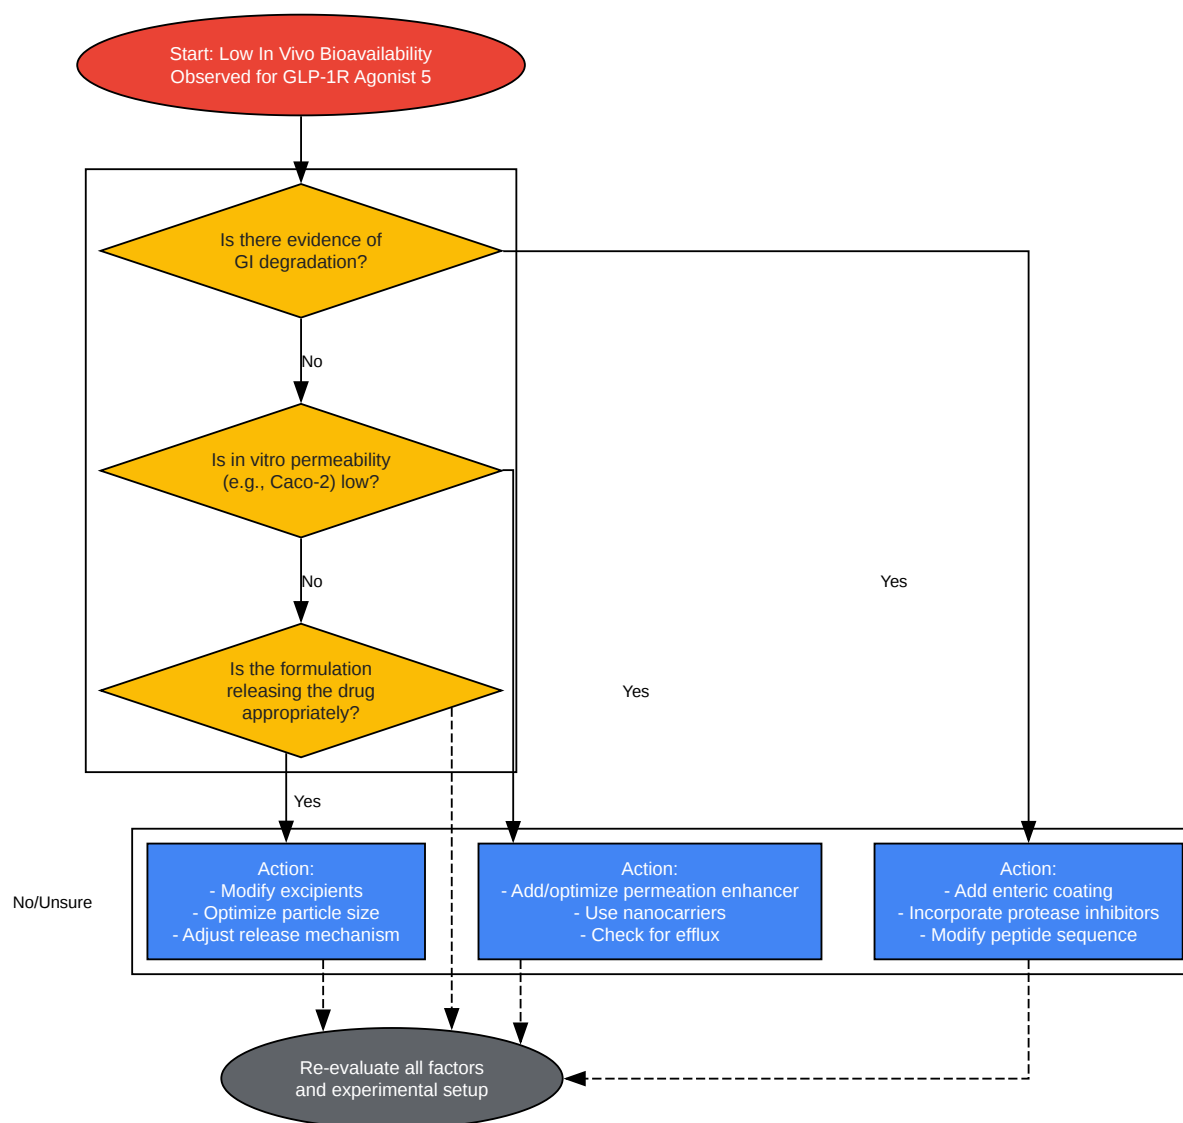 Start: Low In Vivo Bioavailability
Observed for GLP-1R Agonist 5
Is there evidence of
GI degradation?
No
Is in vitro permeability
(e.g., Caco-2) low?
No
Yes
Is the formulation
releasing the drug
appropriately?
Yes
Yes
No/Unsure
Action:
- Modify excipients
- Optimize particle size
- Adjust release mechanism
Action:
- Add/optimize permeation enhancer
- Use nanocarriers
- Check for efflux
Action:
- Add enteric coating
- Incorporate protease inhibitors
- Modify peptide sequence
Re-evaluate all factors
and experimental setup